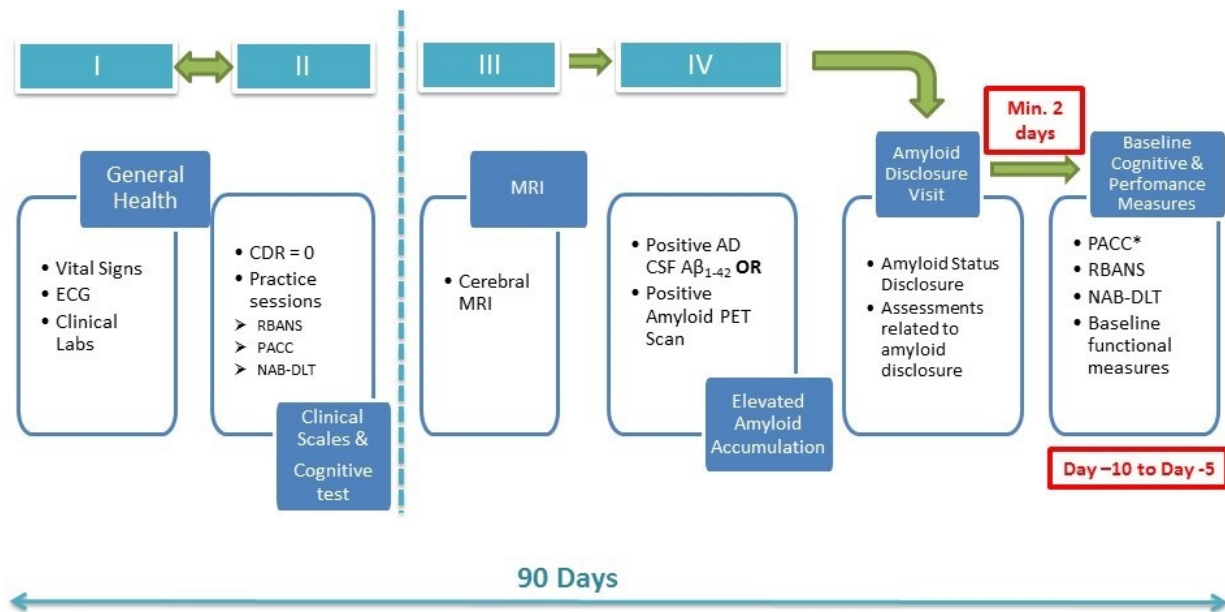 I
II
III
IV
General
Health
• Vital Signs
• ECG
• Clinical
Labs
• CDR = 0
• Practice
sessions
➤ RBANS
➤ PACC
➤ NAB-DLT
Clinical
Scales &
Cognitive
test
MRI
• Cerebral
MRI
• Positive AD
CSF Aβ1-42 OR
• Positive
Amyloid PET
Scan
Elevated
Amyloid
Accumulation
Amyloid
Disclosure
Visit
• Amyloid Status
Disclosure
• Assessments
related to
amyloid
disclosure
Min. 2
days
Baseline
Cognitive &
Perfomance
Measures
• PACC*
• RBANS
• NAB-DLT
• Baseline
functional
measures
Day –10 to Day -5
90 Days